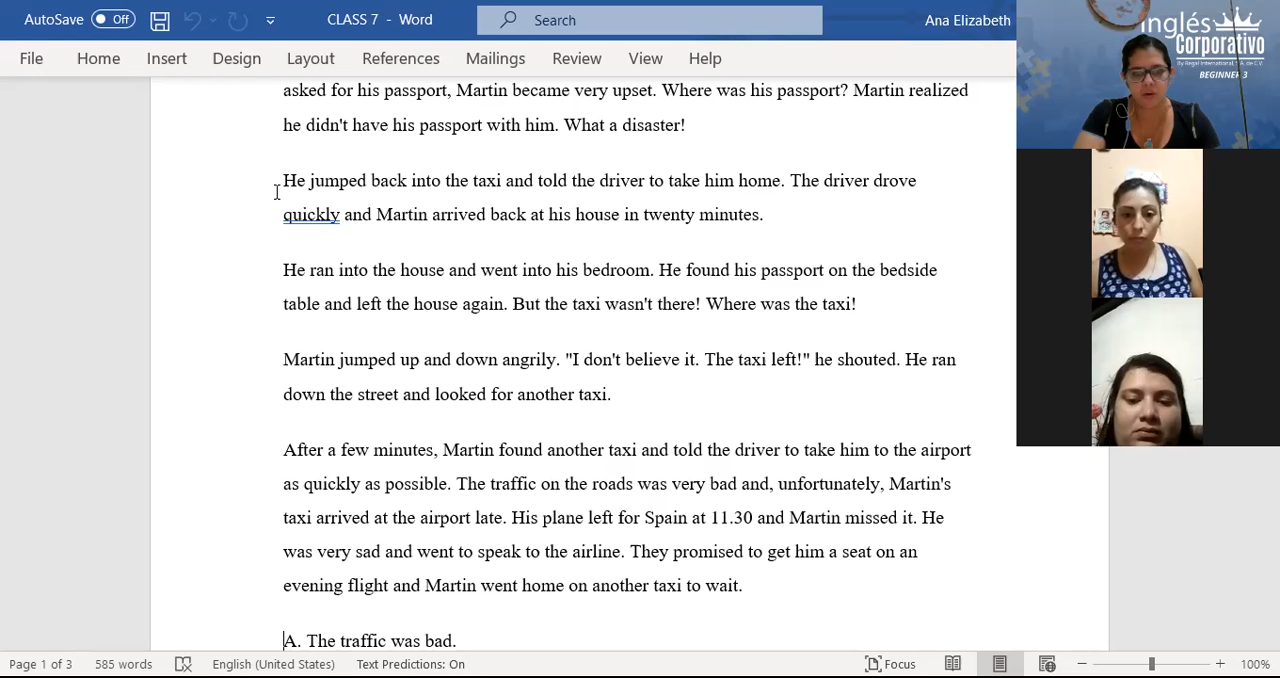 AutoSave Off CLASS 7 - Word Search Ana Elizabeth
File Home Insert Design Layout References Mailings Review View Help
Inglés
Corporativo
By Regal International, S.A. de C.V.
BEGINNER 3
asked for his passport, Martin became very upset. Where was his passport? Martin realized
he didn't have his passport with him. What a disaster!
He jumped back into the taxi and told the driver to take him home. The driver drove
quickly and Martin arrived back at his house in twenty minutes.
He ran into the house and went into his bedroom. He found his passport on the bedside
table and left the house again. But the taxi wasn't there! Where was the taxi!
Martin jumped up and down angrily. "I don't believe it. The taxi left!" he shouted. He ran
down the street and looked for another taxi.
After a few minutes, Martin found another taxi and told the driver to take him to the airport
as quickly as possible. The traffic on the roads was very bad and, unfortunately, Martin's
taxi arrived at the airport late. His plane left for Spain at 11.30 and Martin missed it. He
was very sad and went to speak to the airline. They promised to get him a seat on an
evening flight and Martin went home on another taxi to wait.
A. The traffic was bad.
Page 1 of 3 585 words English (United States) Text Predictions: On Focus 100%